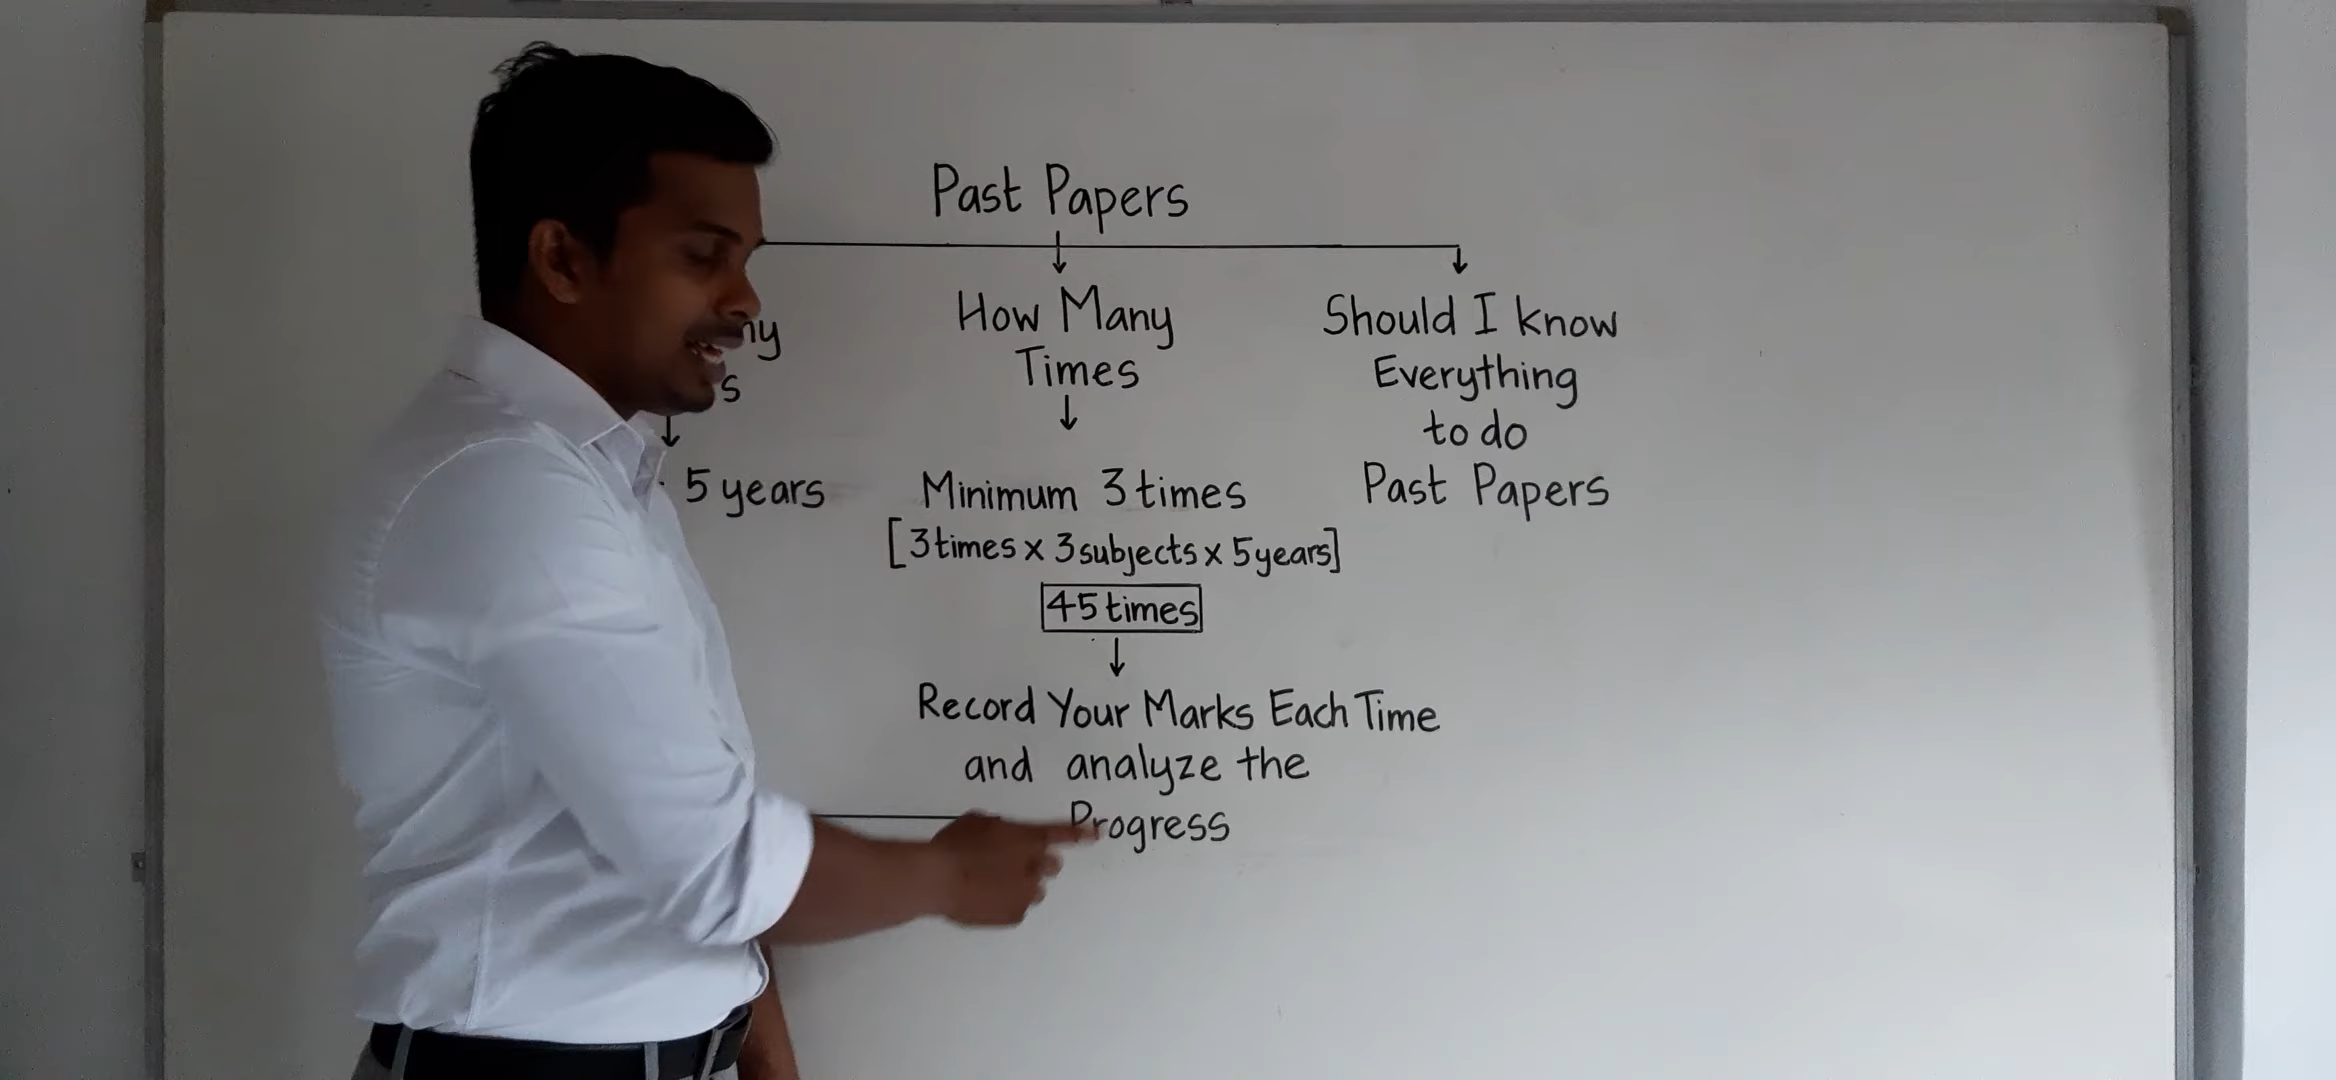 Past Papers
How Many
Times
Should I know
Everything
to do
Past Papers
5 years
Minimum 3 times
[3 times x 3 subjects x 5 years]
45 times
Record Your Marks Each Time
and analyze the
Progress